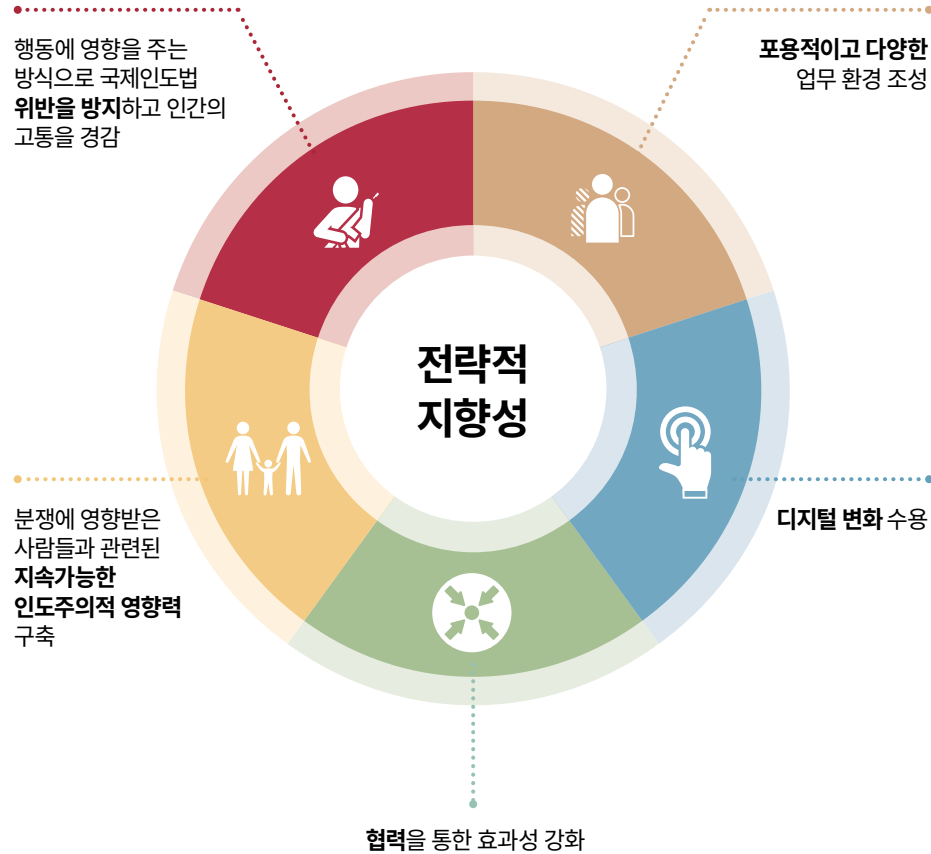 행동에 영향을 주는
방식으로 국제인도법
위반을 방지하고 인간의
고통을 경감
포용적이고 다양한
업무 환경 조성
전략적
지향성
분쟁에 영향받은
사람들과 관련된
지속가능한
인도주의적 영향력
구축
디지털 변화 수용
협력을 통한 효과성 강화